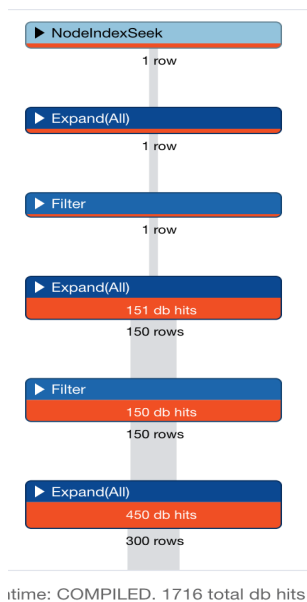 NodeIndexSeek
1 row
Expand(All)
1 row
Filter
1 row
Expand(All)
151 db hits
150 rows
Filter
150 db hits
150 rows
Expand(All)
450 db hits
300 rows
ntime: COMPILED. 1716 total db hits